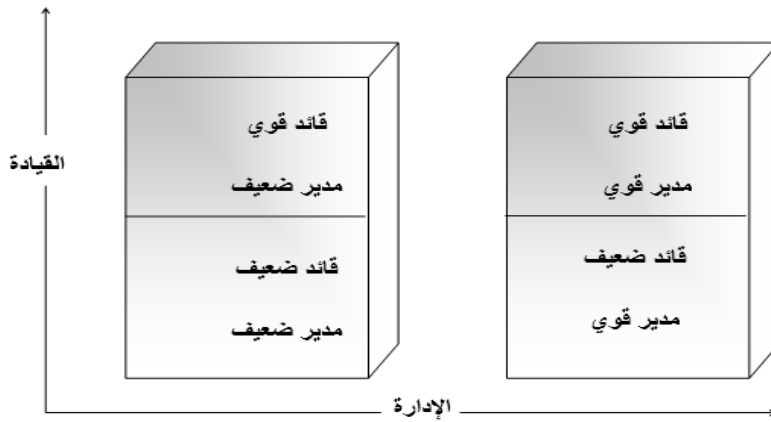 قائد قوي
مدير قوي
قائد ضعيف
مدير قوي
قائد قوي
مدير ضعيف
قائد ضعيف
مدير ضعيف
القيادة
الإدارة